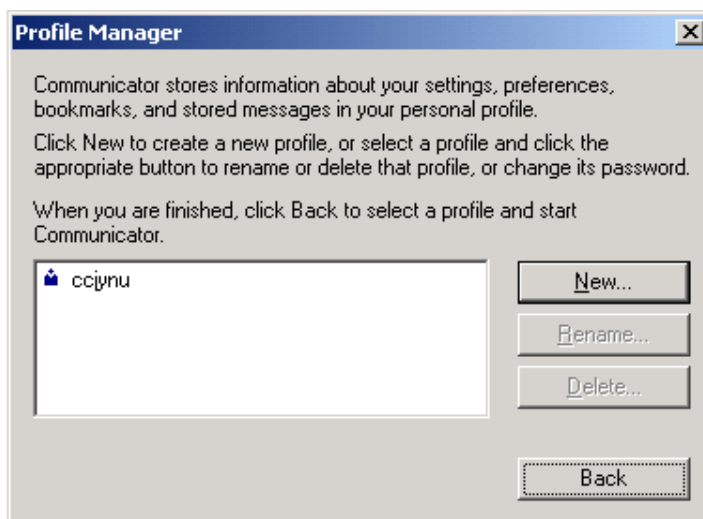 Profile Manager
Communicator stores information about your settings, preferences,
bookmarks, and stored messages in your personal profile.
Click New to create a new profile, or select a profile and click the
appropriate button to rename or delete that profile, or change its password.
When you are finished, click Back to select a profile and start
Communicator.
ccjynu
New...
Rename...
Delete...
Back